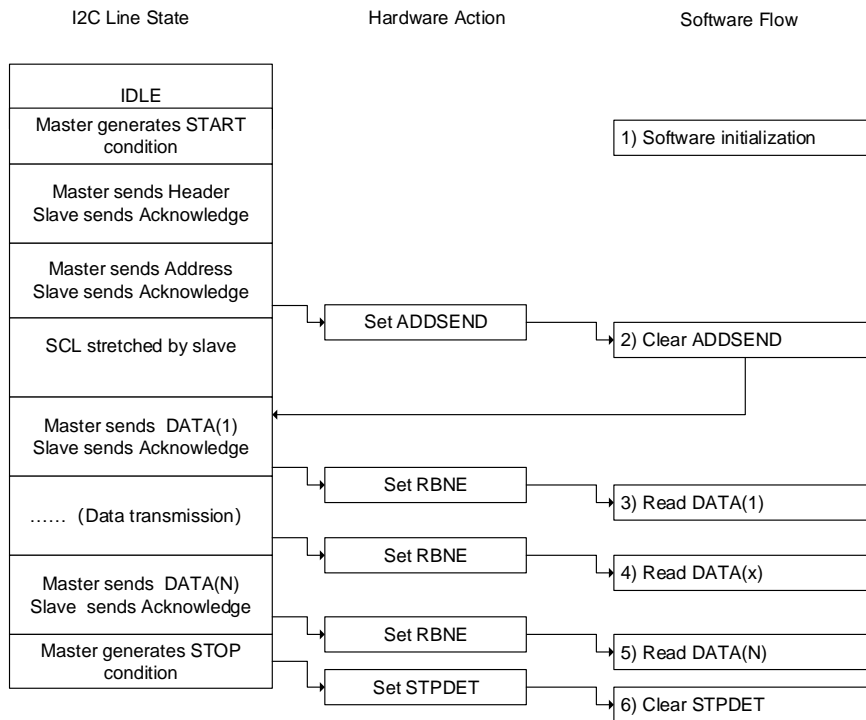 I2C Line State
Hardware Action
Software Flow
IDLE
Master generates START
condition
1) Software initialization
Master sends Header
Slave sends Acknowledge
Master sends Address
Slave sends Acknowledge
Set ADDSEND
2) Clear ADDSEND
SCL stretched by slave
Master sends DATA(1)
Slave sends Acknowledge
Set RBNE
3) Read DATA(1)
…… (Data transmission)
Set RBNE
4) Read DATA(x)
Master sends DATA(N)
Slave sends Acknowledge
Set RBNE
5) Read DATA(N)
Master generates STOP
condition
Set STPDET
6) Clear STPDET